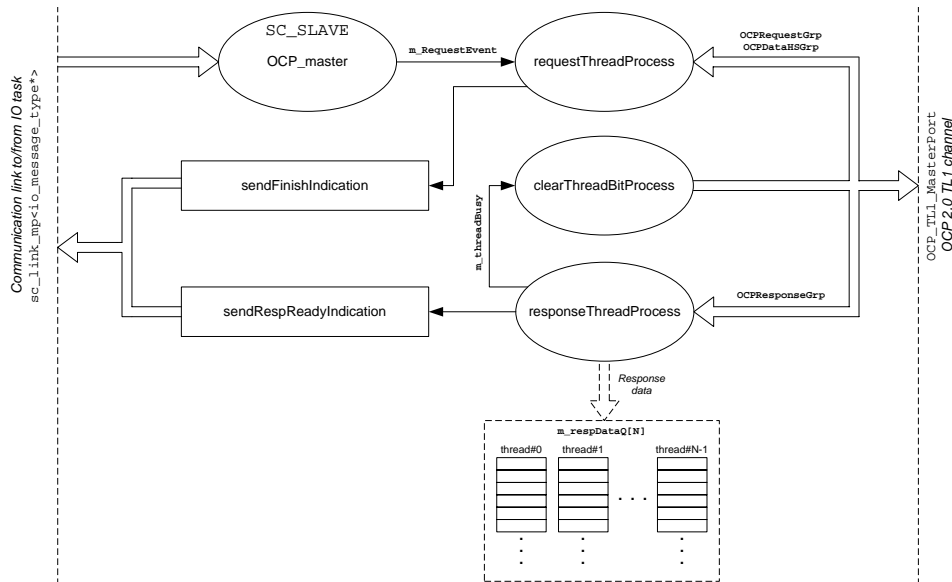 SC_SLAVE
OCP_master
m_RequestEvent
requestThreadProcess
OCPRequestGrp
OCPDataHSGrp
Communication link to/from IO task
sc_link_mp<io_message_type*>
sendFinishIndication
clearThreadBitProcess
m_threadBusy
OCP_TL1_MasterPort
OCP 2.0 TL1 channel
sendRespReadyIndication
responseThreadProcess
OCPResponseGrp
Response
data
m_respDataQ[N]
thread#0 thread#1 thread#N-1
. . .